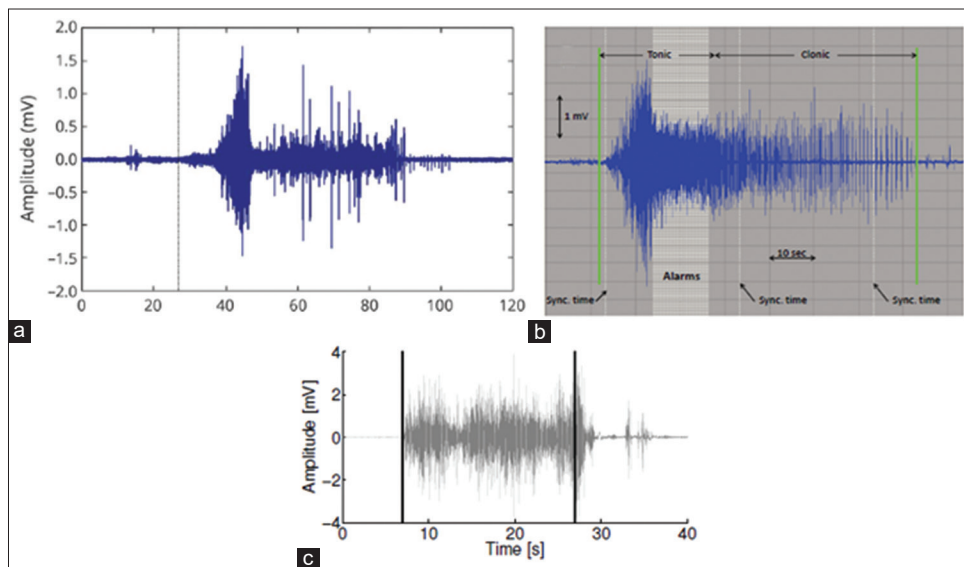 2.0
1.5
1.0
0.5
0.0
−0.5
−1.0
−1.5
2.0
Amplitude (mV)
0 20 40 60 80 100 120
a
Tonic Clonic
1 mV
10 sec
Alarms
Sync. time Sync. time Sync. time
b
4
2
0
−2
−4
Amplitude [mV]
0 10 20 30 40
Time [s]
c